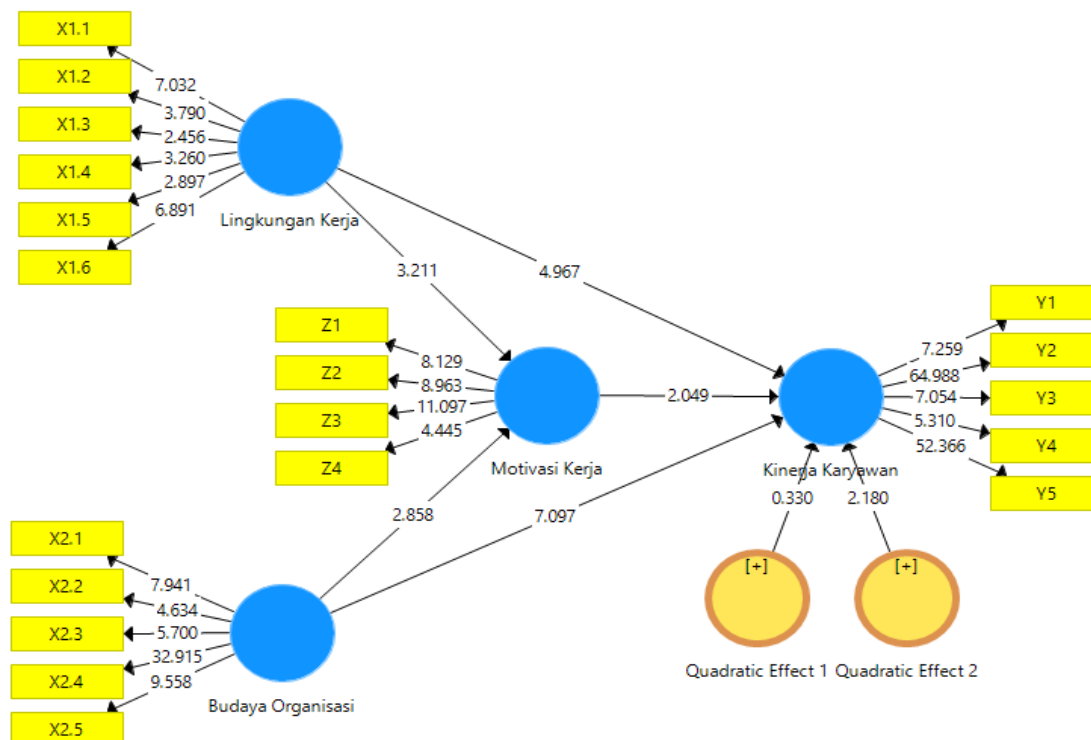 X1.1
X1.2
X1.3
X1.4
X1.5
X1.6
7.032
3.790
2.456
3.260
2.897
6.891
Lingkungan Kerja
3.211
4.967
Z1
Z2
Z3
Z4
8.129
8.963
11.097
4.445
Motivasi Kerja
2.049
Y1
Y2
Y3
Y4
Y5
7.259
64.988
7.054
5.310
52.366
Kinerja Karyawan
2.858
7.097
0.330
2.180
[+]
[+]
Quadratic Effect 1
Quadratic Effect 2
X2.1
X2.2
X2.3
X2.4
X2.5
7.941
4.634
5.700
32.915
9.558
Budaya Organisasi